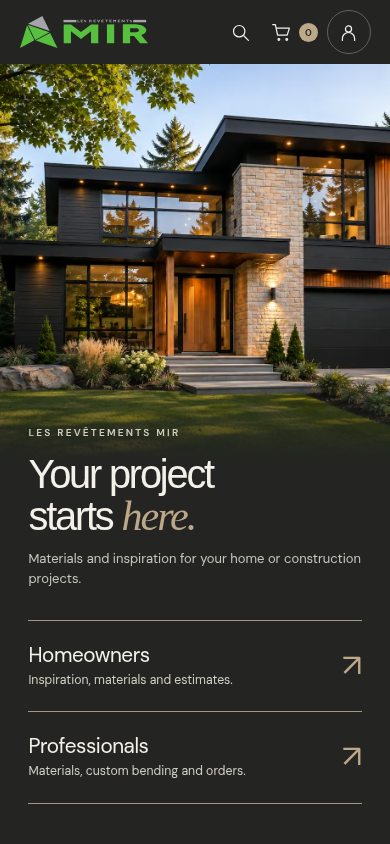 LES REVÊTEMENTS
MIR
0
LES REVÊTEMENTS MIR
Your project
starts here.
Materials and inspiration for your home or construction
projects.
Homeowners
Inspiration, materials and estimates.
Professionals
Materials, custom bending and orders.